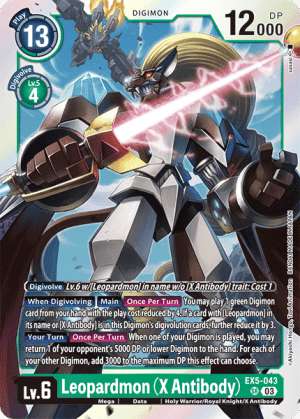 Play
13
DIGIMON
12000
DP
Lv.5
4
Digivolve Lv.6 w/[Leopardmon] in name w/o [X Antibody] trait: Cost 1
When Digivolving Main Once Per Turn You may play 1 green Digimon
card from your hand with the play cost reduced by 4. If a card with [Leopardmon] in
its name or [X Antibody] is in this Digimon's digivolution cards, further reduce it by 3.
Your Turn Once Per Turn When one of your Digimon is played, you may
return 1 of your opponent's 5000 DP or lower Digimon to the hand. For each of
your other Digimon, add 3000 to the maximum DP this effect can choose.
Lv.6
Leopardmon (X Antibody)
EX5-043
SR
03
Mega
Data
Holy Warrior/Royal Knight/X Antibody